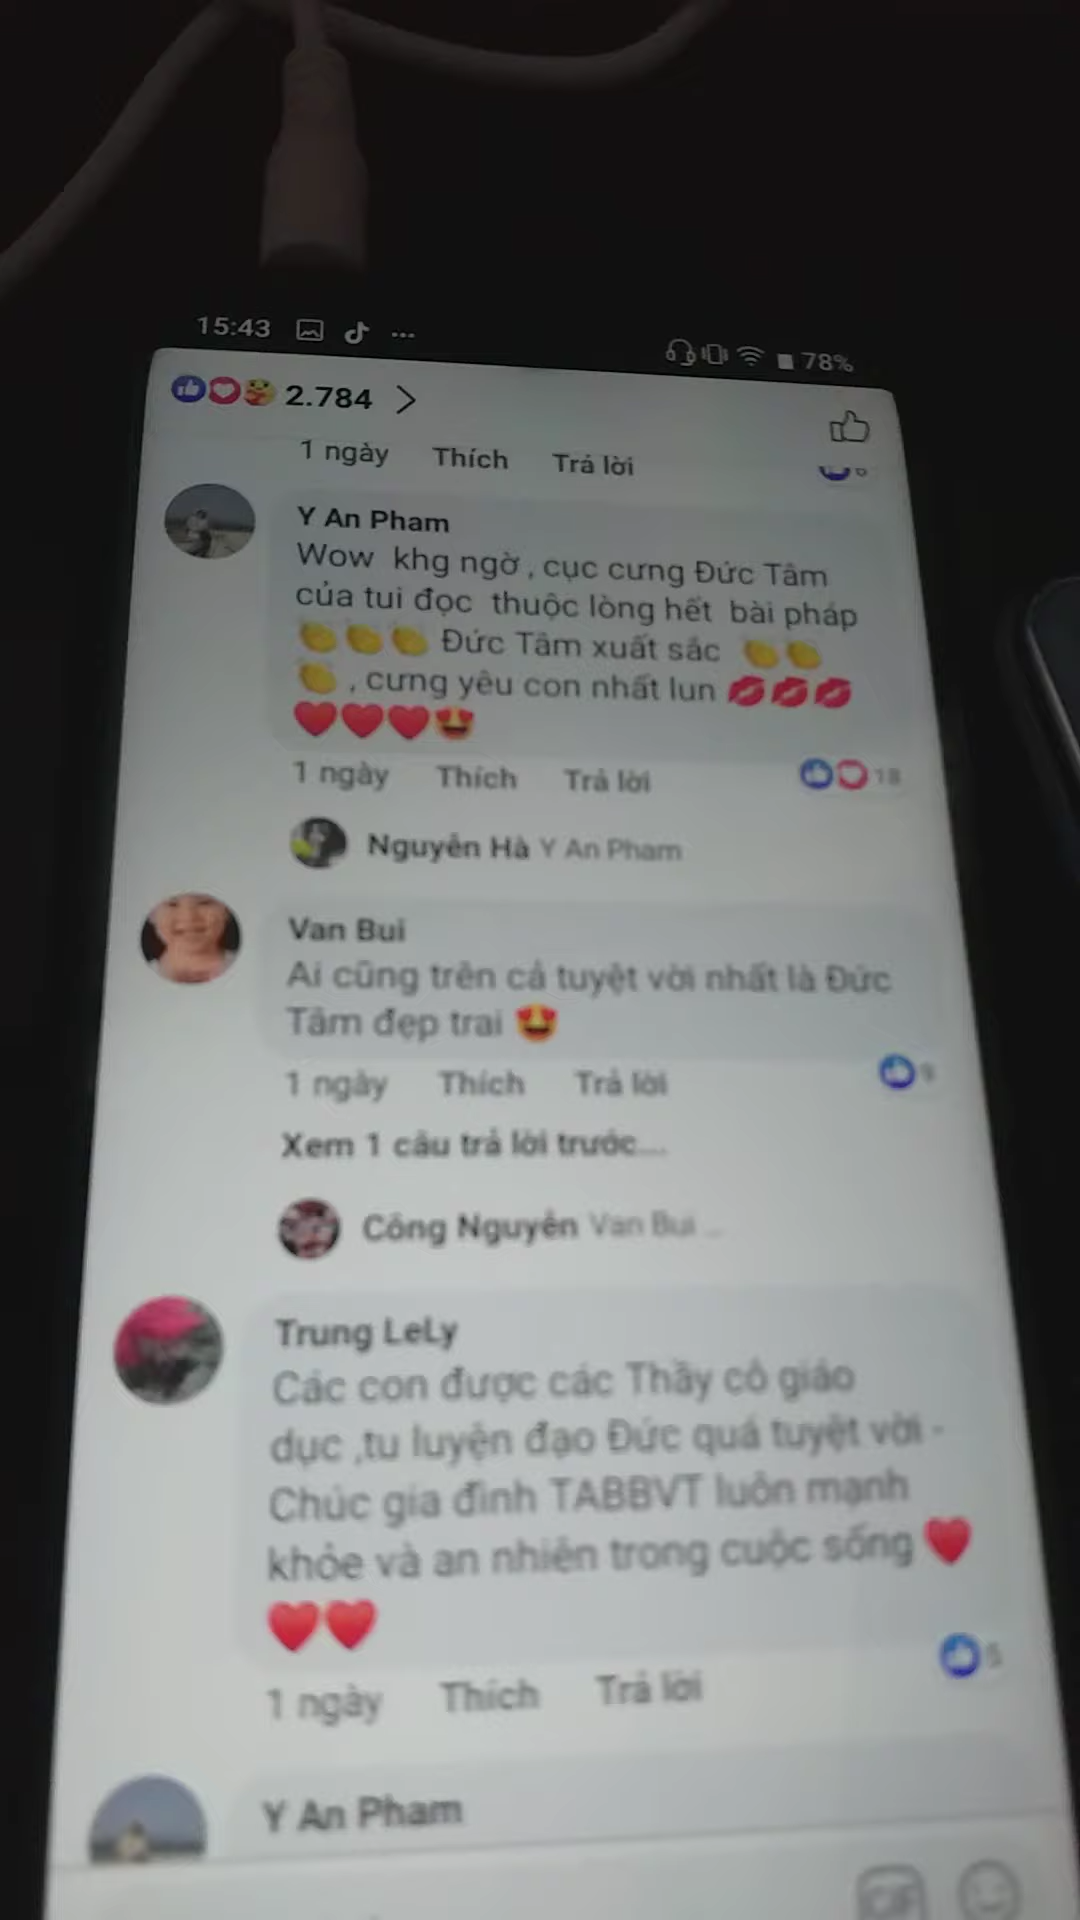 15:43 ...
78%
2.784
1 ngày Thích Trả lời
Y An Pham
Wow khg ngờ , cục cưng Đức Tâm
của tui đọc thuộc lòng hết bài pháp
👏👏👏 Đức Tâm xuất sắc 👏👏
👏 , cưng yêu con nhất lun 💋💋💋
❤️❤️❤️😍
1 ngày Thích Trả lời 18
Nguyễn Hà Y An Pham
Van Bui
Ai cũng trên cả tuyệt vời nhất là Đức
Tâm đẹp trai 😍
1 ngày Thích Trả lời 9
Xem 1 câu trả lời trước...
Công Nguyễn Van Bui ...
Trung LeLy
Các con được các Thầy cô giáo
dục ,tu luyện đạo Đức quá tuyệt vời -
Chúc gia đình TABBVT luôn mạnh
khỏe và an nhiên trong cuộc sống ❤️
❤️❤️
1 ngày Thích Trả lời 5
Y An Pham
GIF